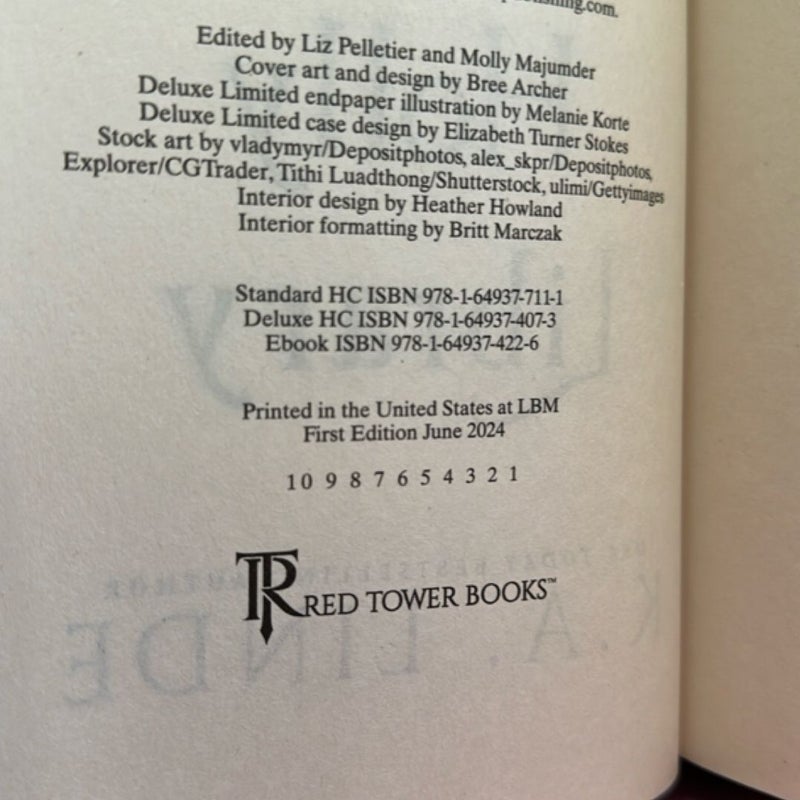 Edited by Liz Pelletier and Molly Majumder
Cover art and design by Bree Archer
Deluxe Limited endpaper illustration by Melanie Korte
Deluxe Limited case design by Elizabeth Turner Stokes
Stock art by vladymyr/Depositphotos, alex_skpr/Depositphotos,
Explorer/CGTrader, Tithi Luadthong/Shutterstock, ulimi/Gettyimages
Interior design by Heather Howland
Interior formatting by Britt Marczak
Standard HC ISBN 978-1-64937-711-1
Deluxe HC ISBN 978-1-64937-407-3
Ebook ISBN 978-1-64937-422-6
Printed in the United States at LBM
First Edition June 2024
10 9 8 7 6 5 4 3 2 1
TR RED TOWER BOOKS™
K.A. LINDE